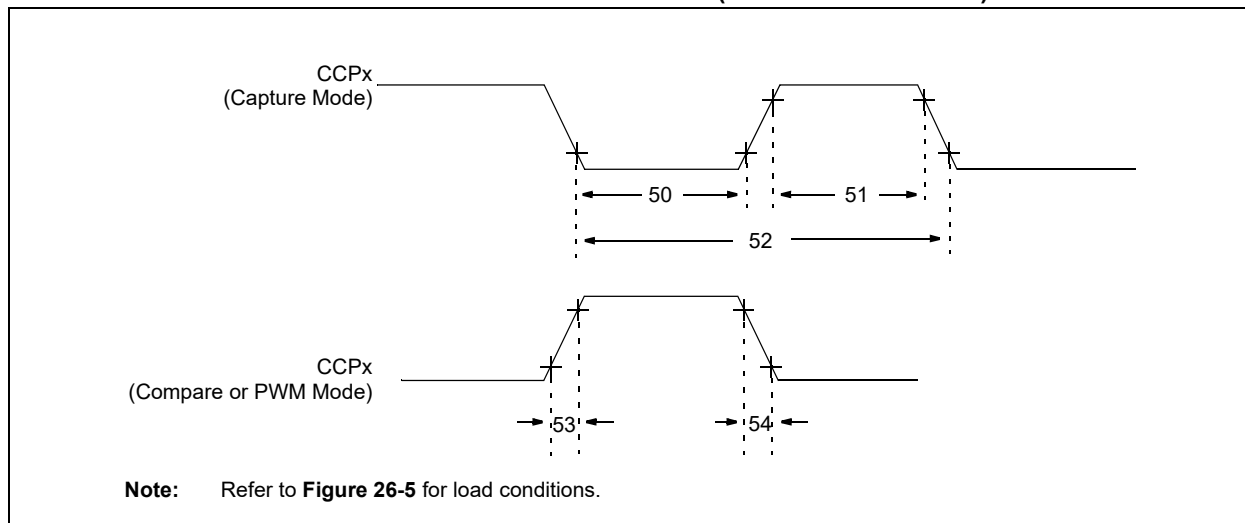 CCPx
(Capture Mode)
50
51
52
CCPx
(Compare or PWM Mode)
53
54
Note: Refer to Figure 26-5 for load conditions.